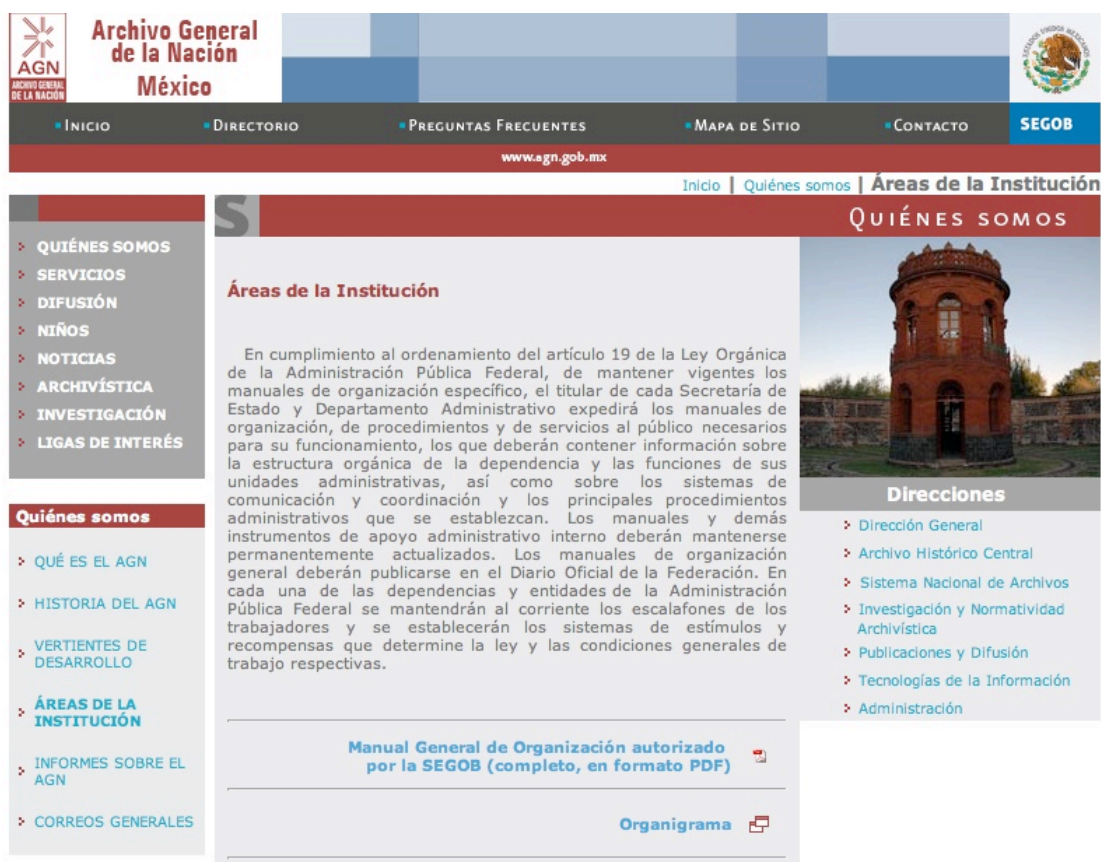 AGN
ARCHIVO GENERAL
DE LA NACIÓN
Archivo General
de la Nación
México
ESTADOS UNIDOS MEXICANOS
INICIO
DIRECTORIO
PREGUNTAS FRECUENTES
MAPA DE SITIO
CONTACTO
SEGOB
www.agn.gob.mx
Inicio | Quiénes somos | Áreas de la Institución
S
QUIÉNES SOMOS
QUIÉNES SOMOS
SERVICIOS
DIFUSIÓN
NIÑOS
NOTICIAS
ARCHIVÍSTICA
INVESTIGACIÓN
LIGAS DE INTERÉS
Quiénes somos
QUÉ ES EL AGN
HISTORIA DEL AGN
VERTIENTES DE
DESARROLLO
ÁREAS DE LA
INSTITUCIÓN
INFORMES SOBRE EL
AGN
CORREOS GENERALES
Áreas de la Institución
En cumplimiento al ordenamiento del artículo 19 de la Ley Orgánica
de la Administración Pública Federal, de mantener vigentes los
manuales de organización específico, el titular de cada Secretaría de
Estado y Departamento Administrativo expedirá los manuales de
organización, de procedimientos y de servicios al público necesarios
para su funcionamiento, los que deberán contener información sobre
la estructura orgánica de la dependencia y las funciones de sus
unidades administrativas, así como sobre los sistemas de
comunicación y coordinación y los principales procedimientos
administrativos que se establezcan. Los manuales y demás
instrumentos de apoyo administrativo interno deberán mantenerse
permanentemente actualizados. Los manuales de organización
general deberán publicarse en el Diario Oficial de la Federación. En
cada una de las dependencias y entidades de la Administración
Pública Federal se mantendrán al corriente los escalafones de los
trabajadores y se establecerán los sistemas de estímulos y
recompensas que determine la ley y las condiciones generales de
trabajo respectivas.
Manual General de Organización autorizado
por la SEGOB (completo, en formato PDF)
Organigrama
Direcciones
Dirección General
Archivo Histórico Central
Sistema Nacional de Archivos
Investigación y Normatividad
Archivística
Publicaciones y Difusión
Tecnologías de la Información
Administración